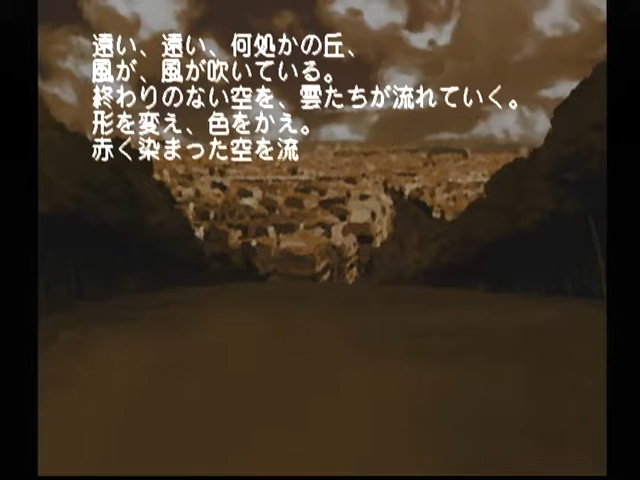 遠い、遠い、何処かの丘、
風が、風が吹いている。
終わりのない空を、雲たちが流れていく。
形を変え、色をかえ。
赤く染まった空を流